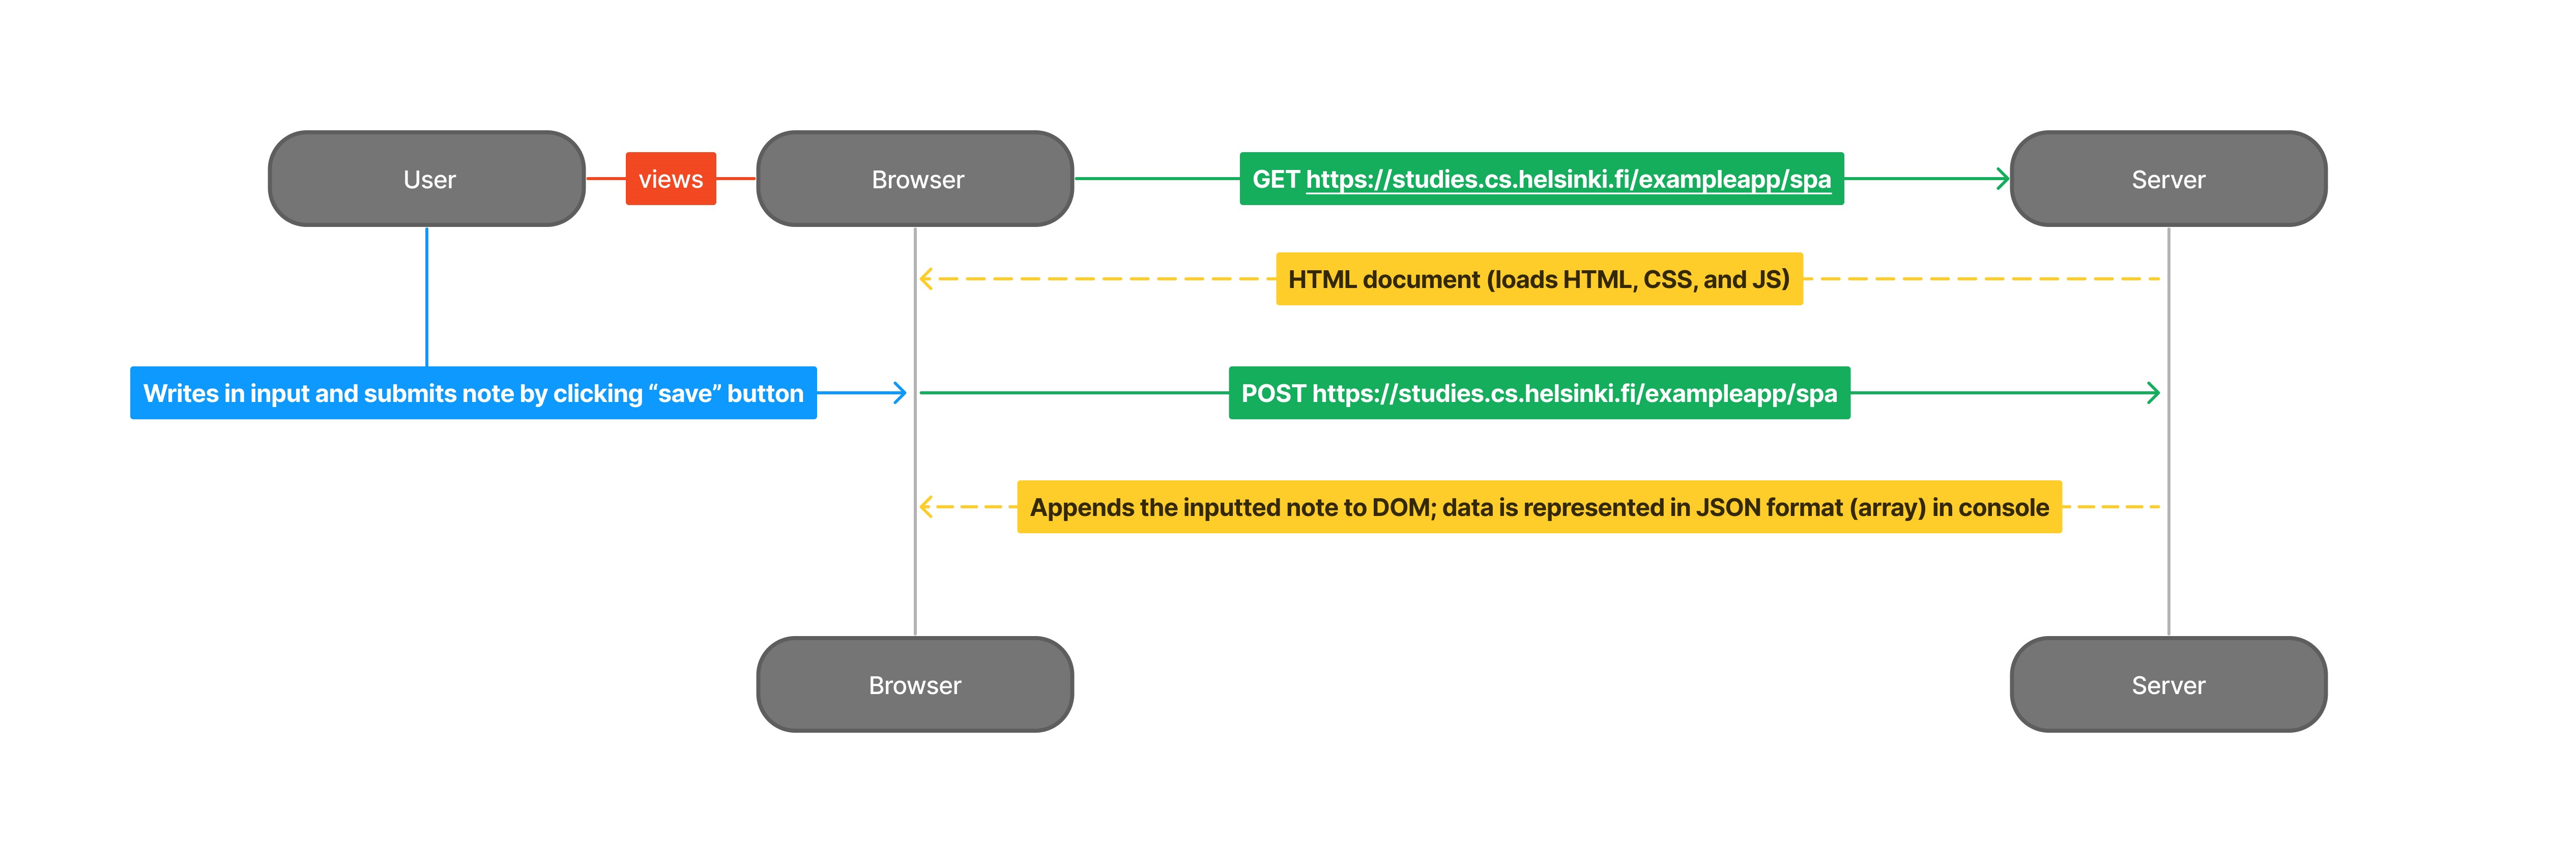 User
views
Browser
GET https://studies.cs.helsinki.fi/exampleapp/spa
Server
HTML document (loads HTML, CSS, and JS)
Writes in input and submits note by clicking “save” button
POST https://studies.cs.helsinki.fi/exampleapp/spa
Appends the inputted note to DOM; data is represented in JSON format (array) in console
Browser
Server